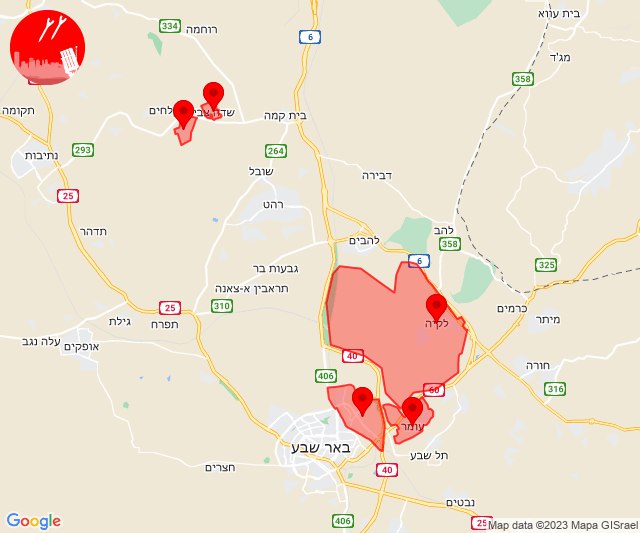 334
רוחמה
6
בית עווא
מג'ד
358
תקומה
לחים
שדה צבי
בית קמה
נתיבות
293
264
25
שובל
דבירה
רהט
תדהר
להבים
להב
358
6
גבעות בר
325
תראבין א-צאנה
310
25
תפרח
גילת
כרמים
מיתר
לקיה
עלה נגב
אופקים
40
406
60
חורה
316
עומר
באר שבע
תל שבע
חצרים
40
נבטים
406
25
Google
Map data ©2023 Mapa GISrael